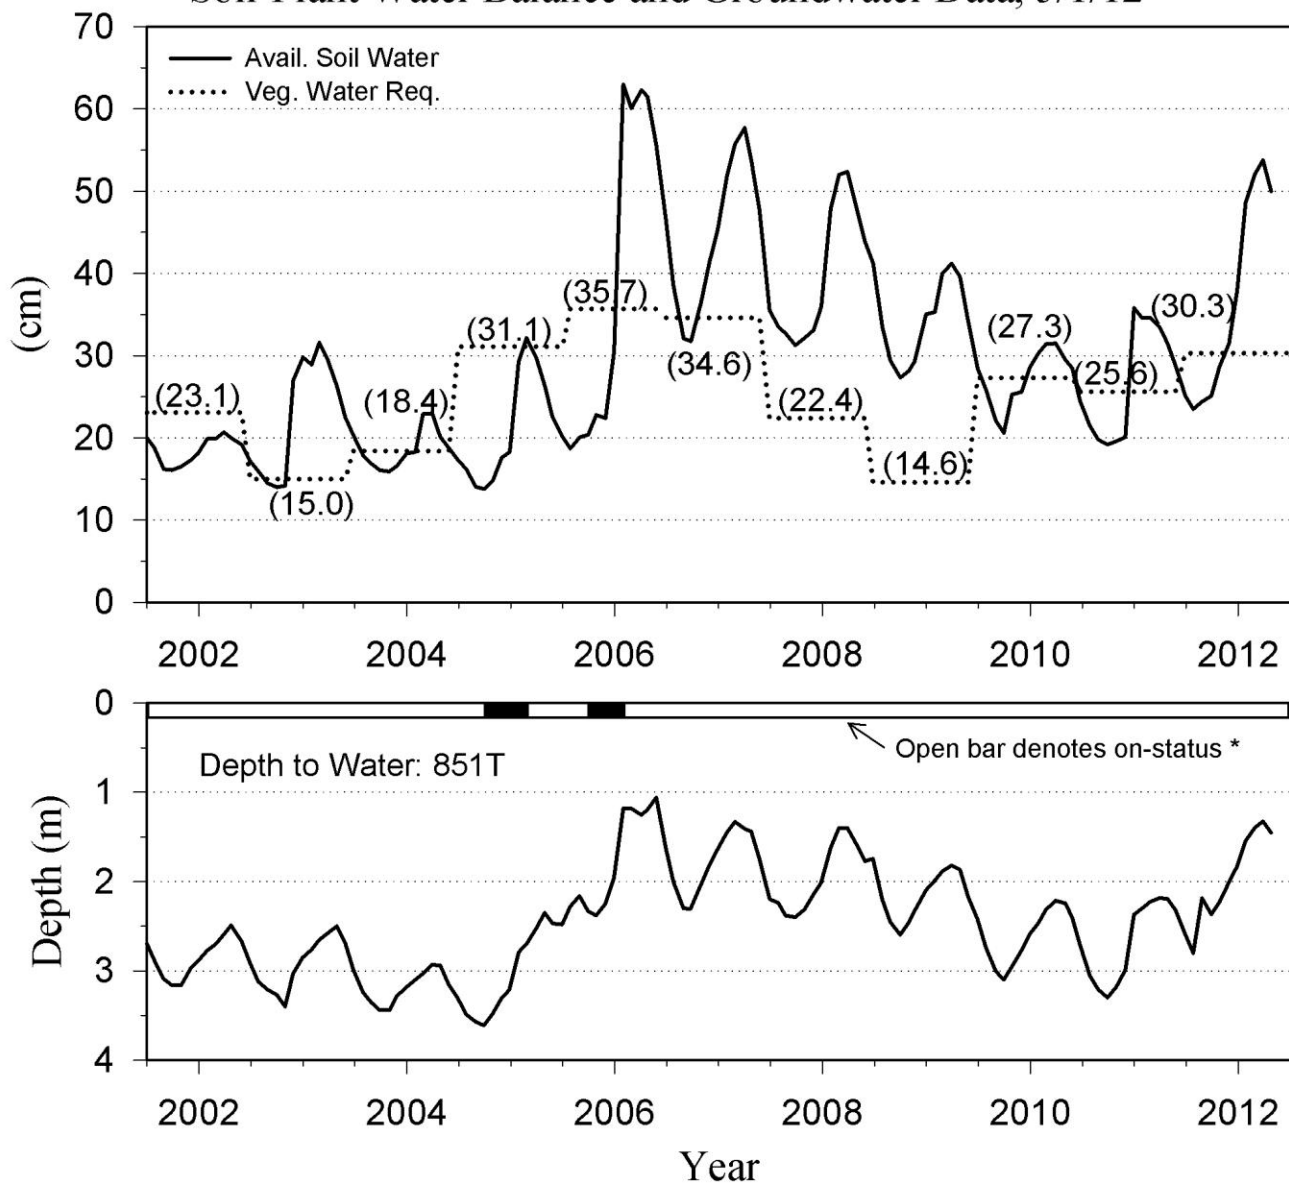 Soil-Plant Water Balance and Groundwater Data, 5/1/12
70
Avail. Soil Water
Veg. Water Req.
60
50
40
(cm)
(35.7)
(31.1)
(30.3)
(27.3)
30
(34.6)
(25.6)
(23.1)
(18.4)
(22.4)
20
(14.6)
(15.0)
10
0
2002 2004 2006 2008 2010 2012
0
Open bar denotes on-status *
Depth to Water: 851T
1
Depth (m)
2
3
4
2002 2004 2006 2008 2010 2012
Year